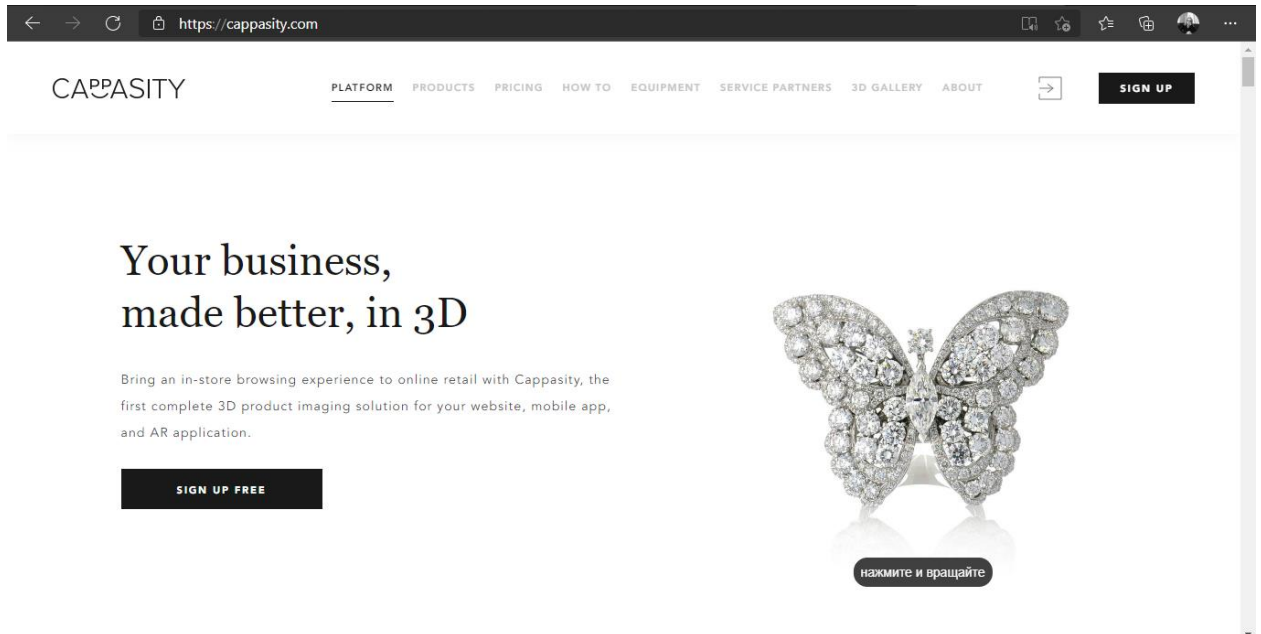 https://cappasity.com
CAPPASITY
PLATFORM PRODUCTS PRICING HOW TO EQUIPMENT SERVICE PARTNERS 3D GALLERY ABOUT
SIGN UP
Your business,
made better, in 3D
Bring an in-store browsing experience to online retail with Cappasity, the
first complete 3D product imaging solution for your website, mobile app,
and AR application.
SIGN UP FREE
нажмите и вращайте